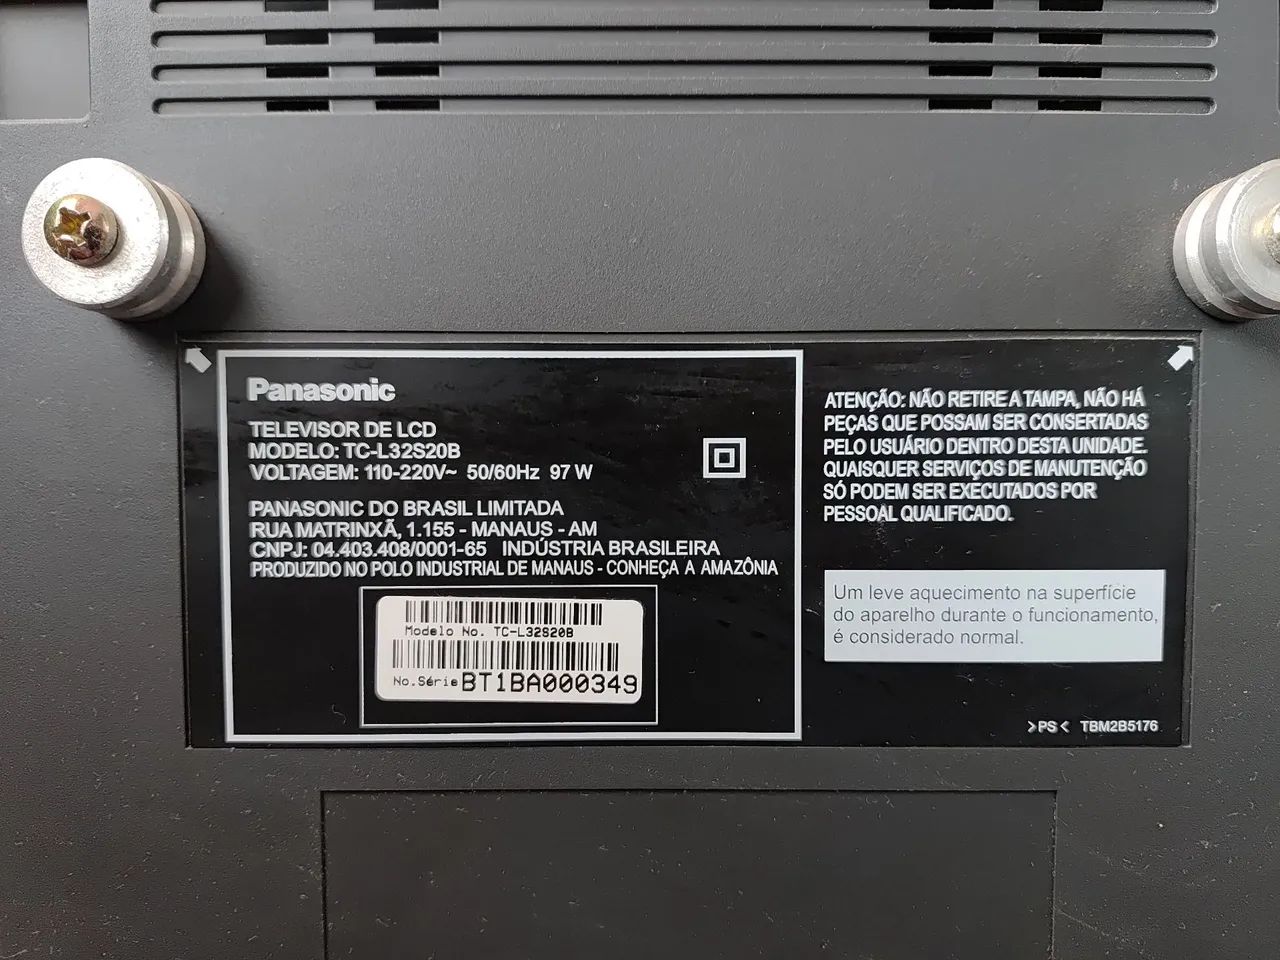 Panasonic
TELEVISOR DE LCD
MODELO: TC-L32S20B
VOLTAGEM: 110-220V~ 50/60Hz 97 W
PANASONIC DO BRASIL LIMITADA
RUA MATRINXÃ, 1.155 - MANAUS - AM
CNPJ: 04.403.408/0001-65 INDÚSTRIA BRASILEIRA
PRODUZIDO NO POLO INDUSTRIAL DE MANAUS - CONHEÇA A AMAZÔNIA
Modelo No. TC-L32S20B
No.Série BT1BA000349
ATENÇÃO: NÃO RETIRE A TAMPA, NÃO HÁ
PEÇAS QUE POSSAM SER CONSERTADAS
PELO USUÁRIO DENTRO DESTA UNIDADE.
QUAISQUER SERVIÇOS DE MANUTENÇÃO
SÓ PODEM SER EXECUTADOS POR
PESSOAL QUALIFICADO.
Um leve aquecimento na superfície
do aparelho durante o funcionamento,
é considerado normal.
>PS< TBM2B5176